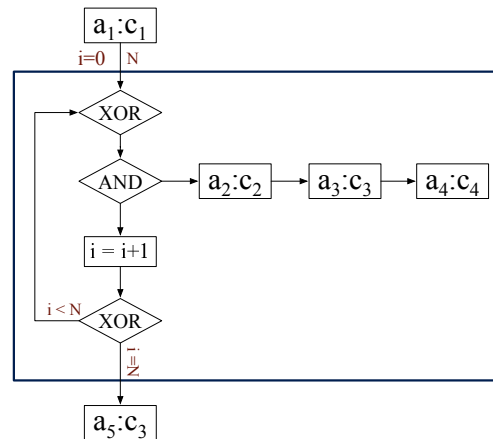 a1:c1
i=0 N
XOR
AND
a2:c2
a3:c3
a4:c4
i = i+1
i < N
XOR
i=N
a5:c3